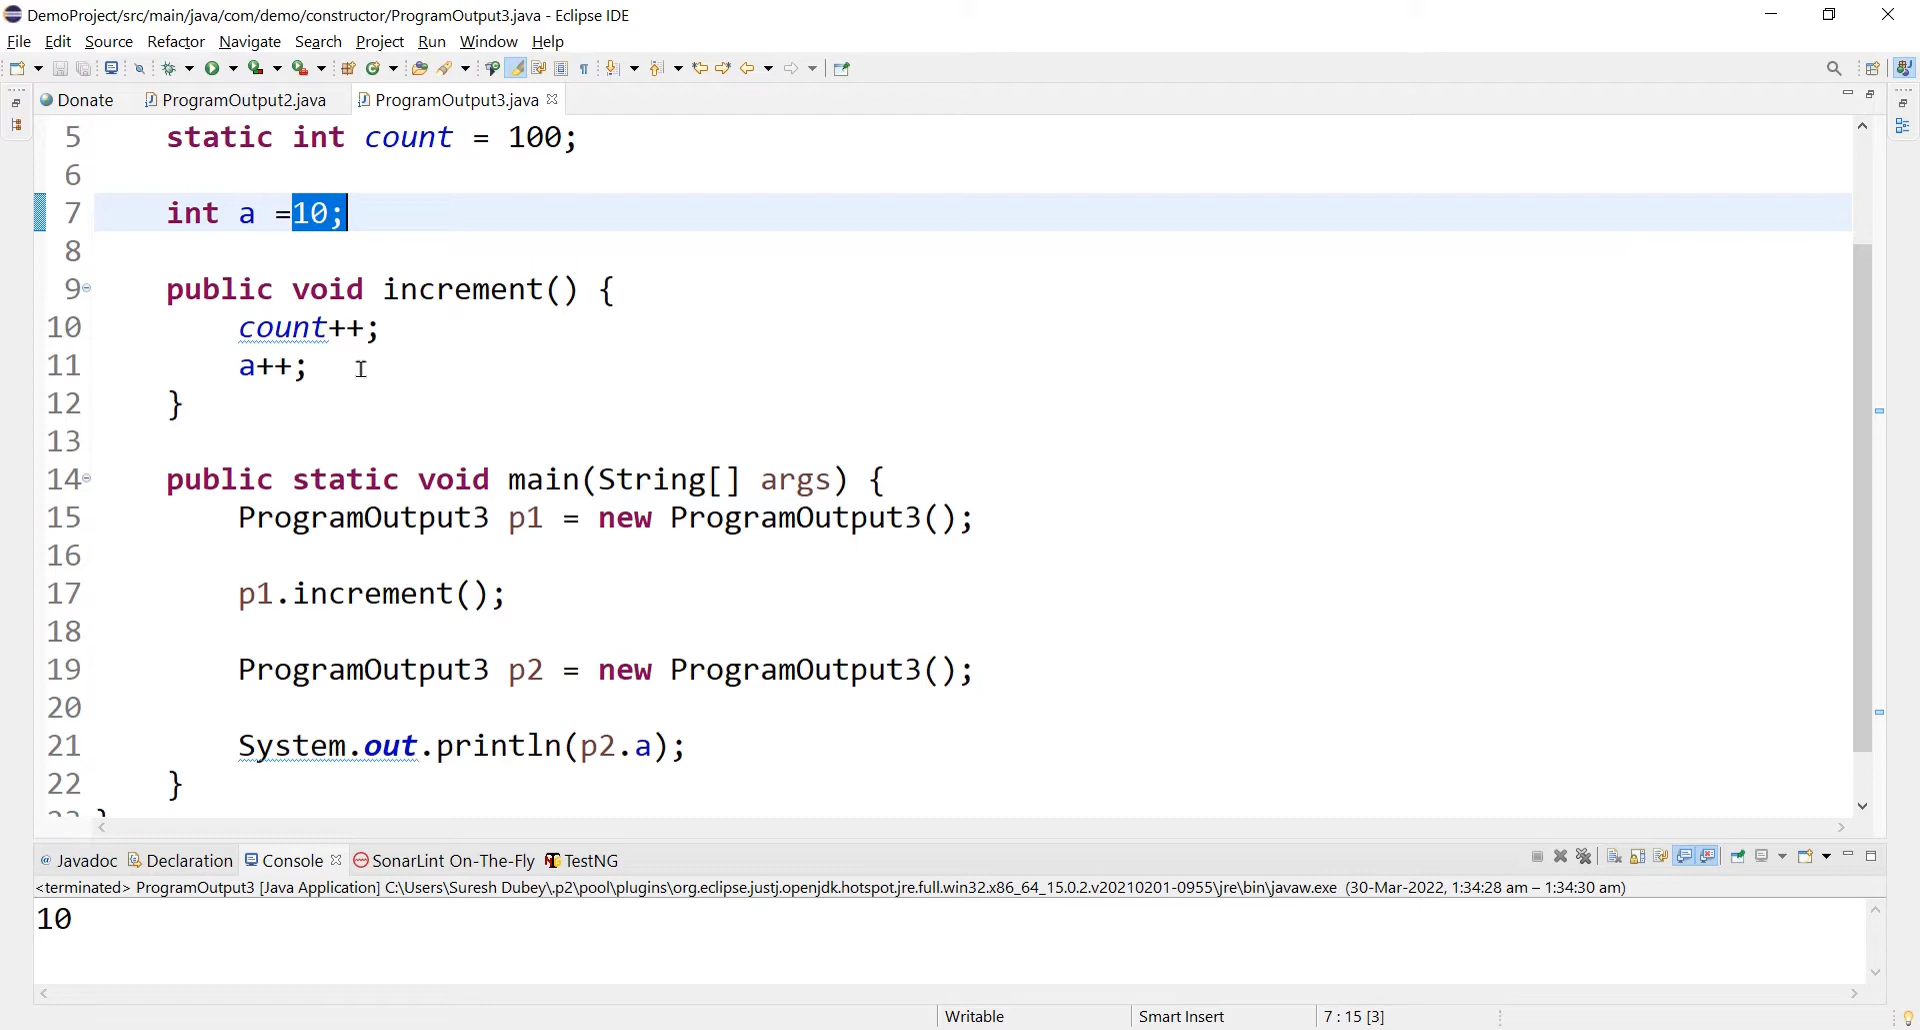 DemoProject/src/main/java/com/demo/constructor/ProgramOutput3.java - Eclipse IDE
File Edit Source Refactor Navigate Search Project Run Window Help
Donate ProgramOutput2.java ProgramOutput3.java
5 static int count = 100;
6
7 int a =10;
8
9 public void increment() {
10 count++;
11 a++;
12 }
13
14 public static void main(String[] args) {
15 ProgramOutput3 p1 = new ProgramOutput3();
16
17 p1.increment();
18
19 ProgramOutput3 p2 = new ProgramOutput3();
20
21 System.out.println(p2.a);
22 }
@ Javadoc Declaration Console SonarLint On-The-Fly TestNG
<terminated> ProgramOutput3 [Java Application] C:\Users\Suresh Dubey\.p2\pool\plugins\org.eclipse.justj.openjdk.hotspot.jre.full.win32.x86_64_15.0.2.v20210201-0955\jre\bin\javaw.exe (30-Mar-2022, 1:34:28 am – 1:34:30 am)
10
Writable Smart Insert 7 : 15 [3]